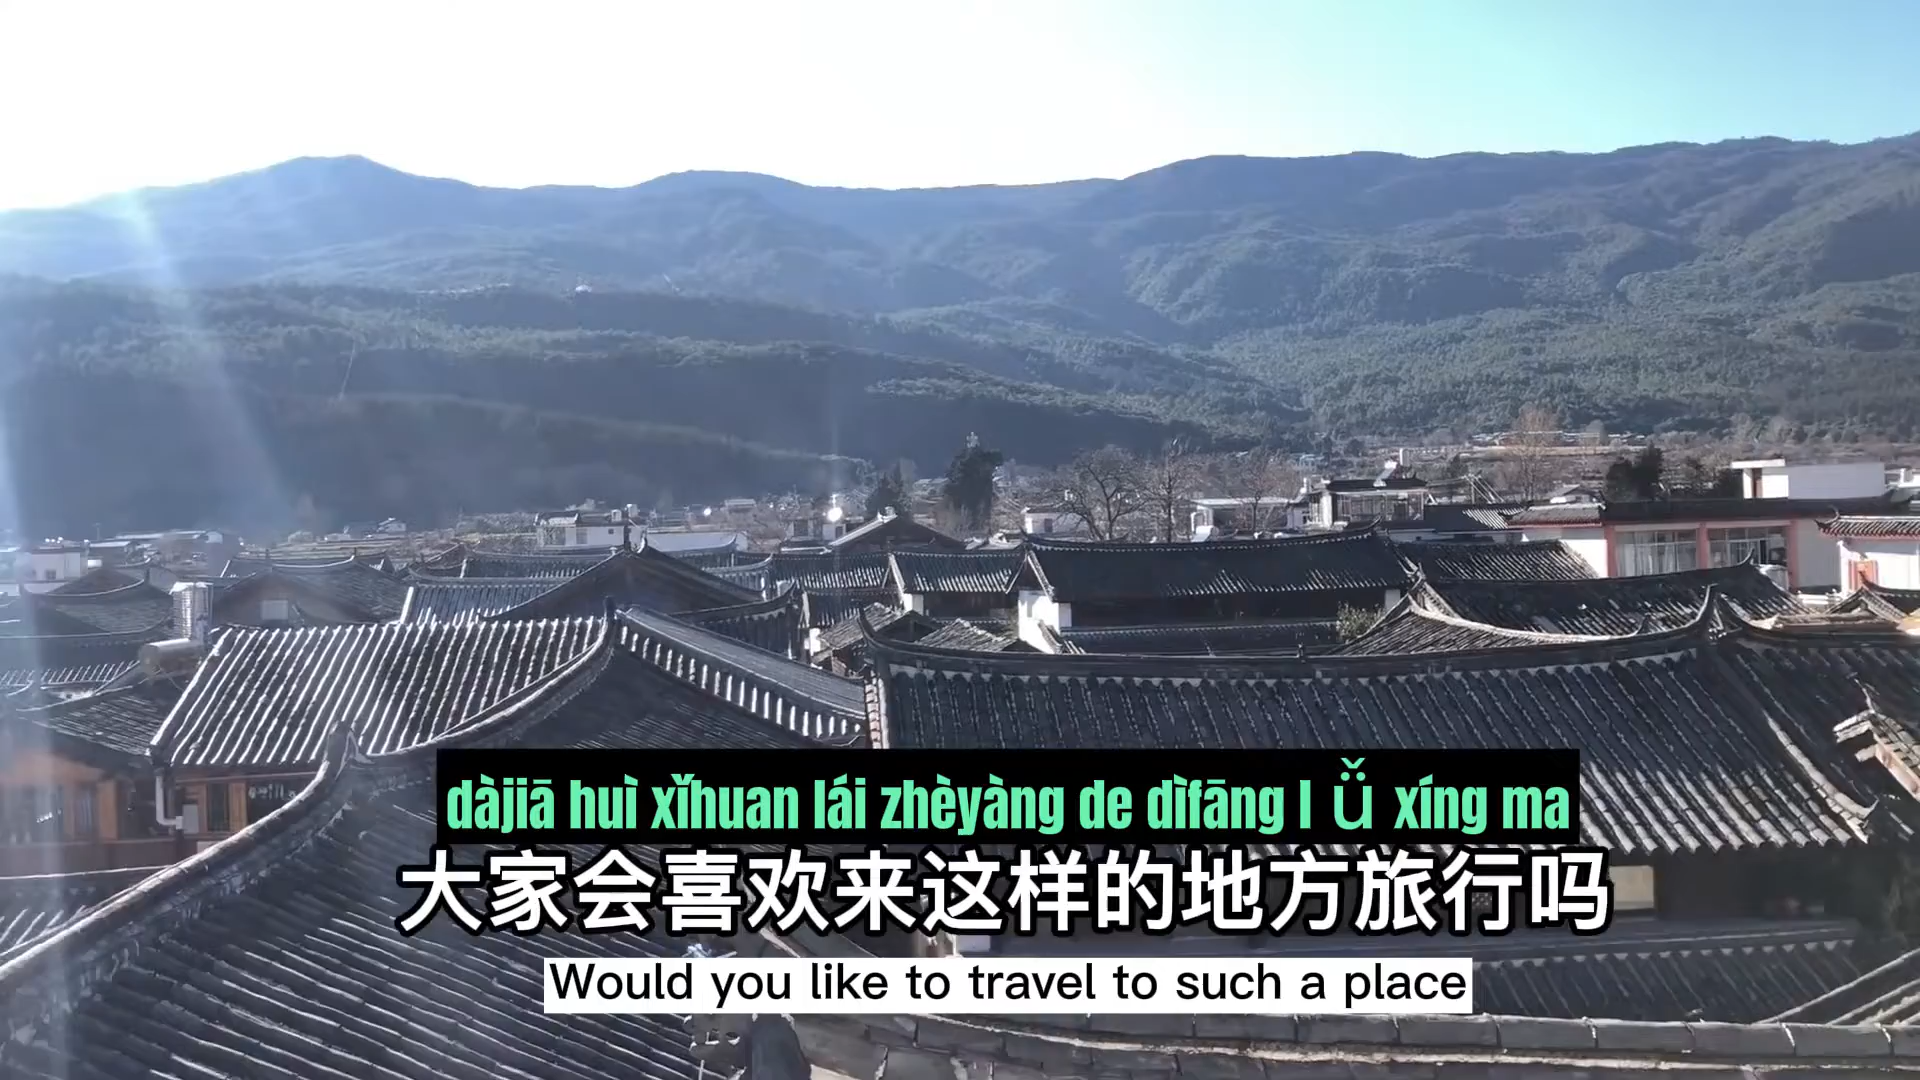 dàjiā huì xǐhuan lái zhèyàng de dìfāng l ǚ xíng ma
大家会喜欢来这样的地方旅行吗
Would you like to travel to such a place